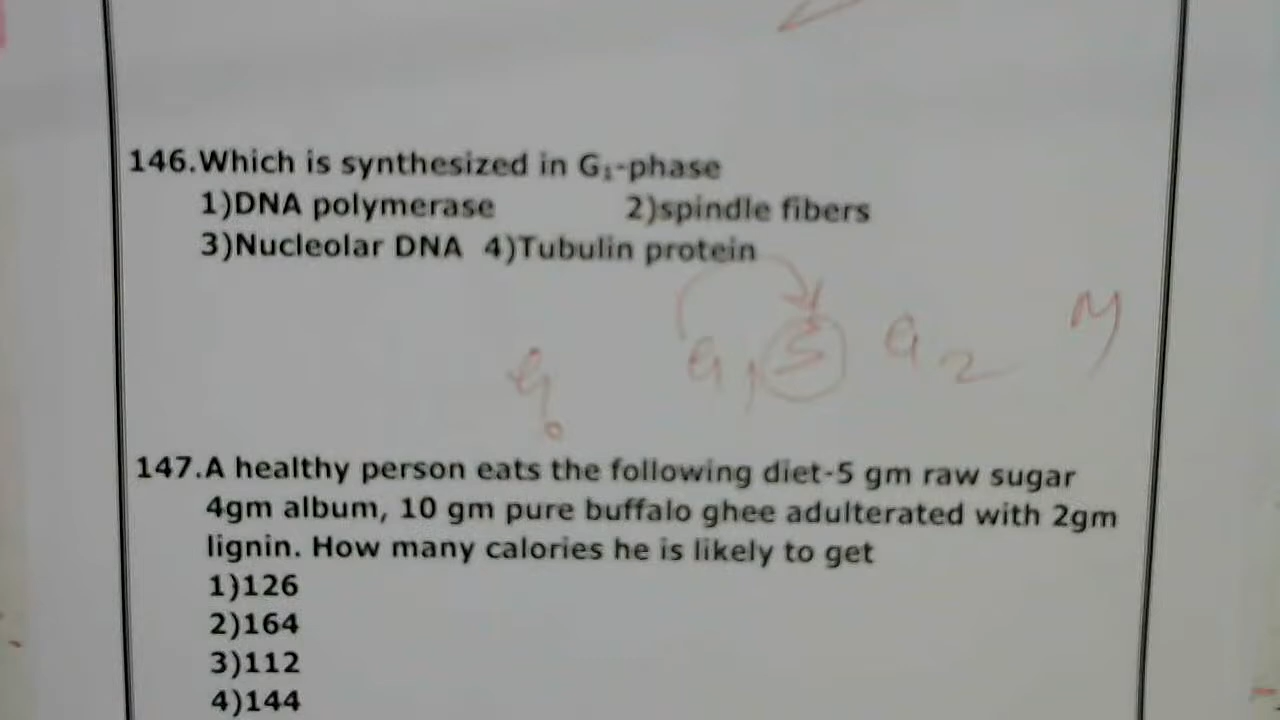 146.Which is synthesized in G₁-phase
1)DNA polymerase 2)spindle fibers
3)Nucleolar DNA 4)Tubulin protein
G₀ G₁ S G₂ M
147.A healthy person eats the following diet-5 gm raw sugar
4gm album, 10 gm pure buffalo ghee adulterated with 2gm
lignin. How many calories he is likely to get
1)126
2)164
3)112
4)144